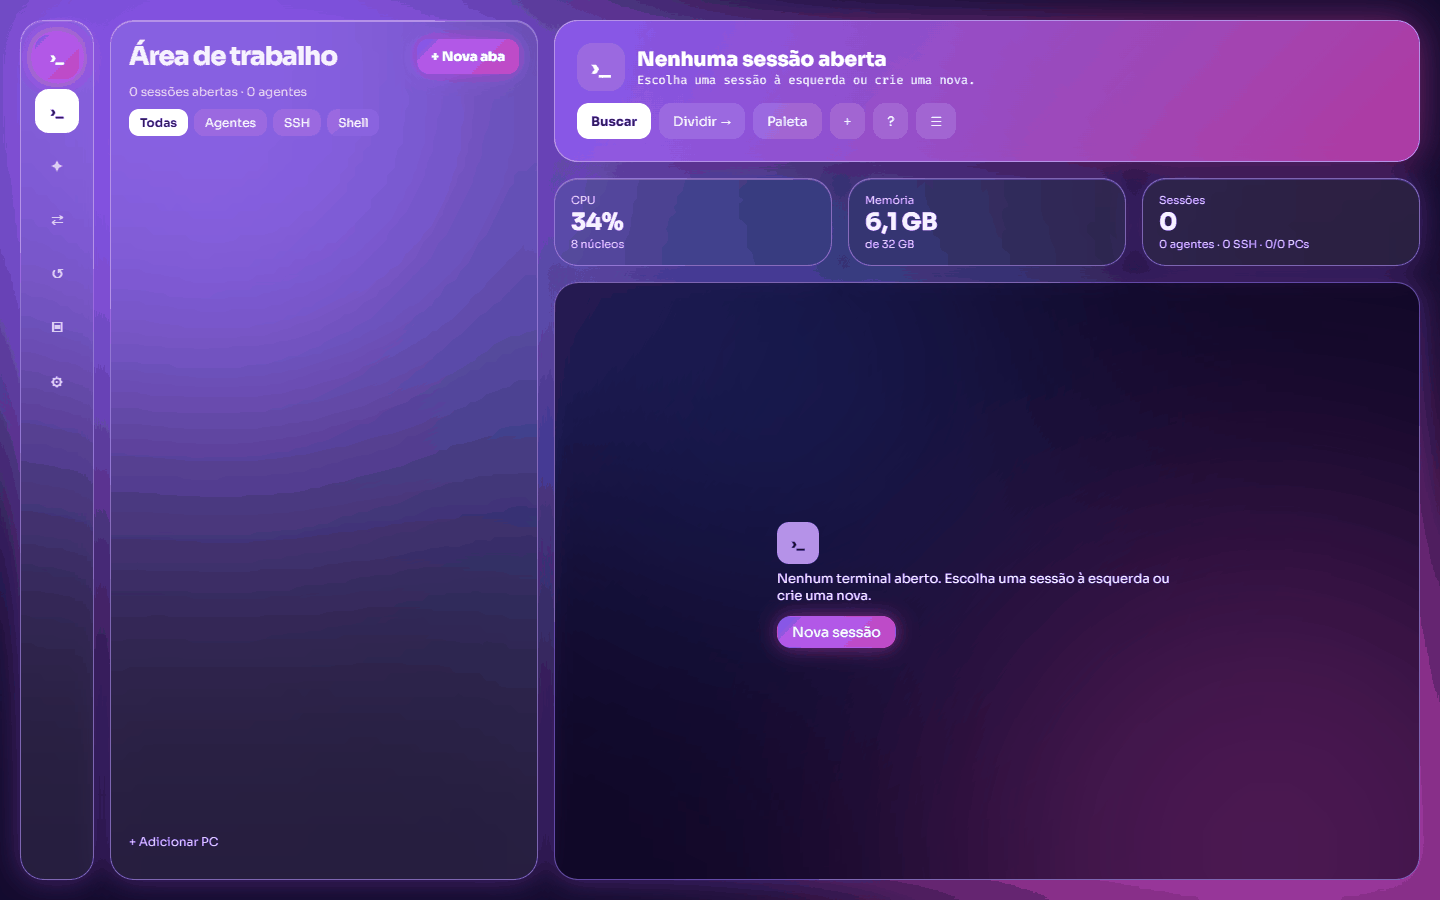 ›_
›_
Área de trabalho
+ Nova aba
0 sessões abertas · 0 agentes
Todas
Agentes
SSH
Shell
+ Adicionar PC
›_
Nenhuma sessão aberta
Escolha uma sessão à esquerda ou crie uma nova.
Buscar
Dividir →
Paleta
+
?
☰
CPU
34%
8 núcleos
Memória
6,1 GB
de 32 GB
Sessões
0
0 agentes · 0 SSH · 0/0 PCs
›_
Nenhum terminal aberto. Escolha uma sessão à esquerda ou
crie uma nova.
Nova sessão